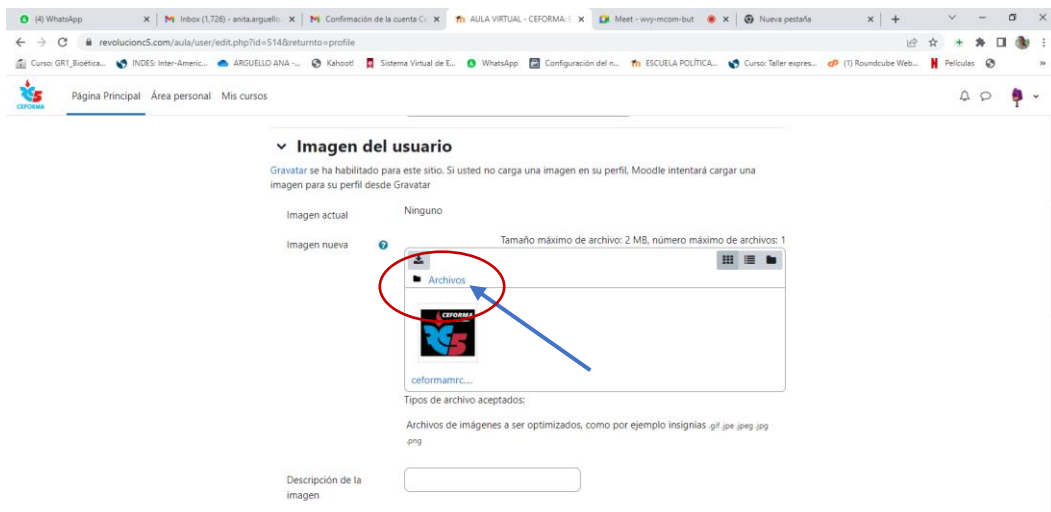 (4) WhatsApp
Inbox (1,726) - anita.arguello
Confirmación de la cuenta Ce
AULA VIRTUAL - CEFORMA: 
Meet - wvy-mcom-but
Nueva pestaña
revolucionc5.com/aula/user/edit.php?id=514&returnto=profile
Curso: GR1_Bioética...
INDES: Inter-Americ...
ARGUELLO ANA -...
Kahoot!
Sistema Virtual de E...
WhatsApp
Configuración del n...
ESCUELA POLÍTICA...
Curso: Taller expres...
(1) Roundcube Web...
Películas
CEFORMA
Página Principal
Área personal
Mis cursos
Imagen del usuario
Gravatar se ha habilitado para este sitio. Si usted no carga una imagen en su perfil, Moodle intentará cargar una
imagen para su perfil desde Gravatar
Imagen actual
Ninguno
Imagen nueva
Tamaño máximo de archivo: 2 MB, número máximo de archivos: 1
Archivos
CEFORMA
ceformamrc....
Tipos de archivo aceptados:
Archivos de imágenes a ser optimizados, como por ejemplo insignias .gif .jpe .jpeg .jpg
.png
Descripción de la
imagen